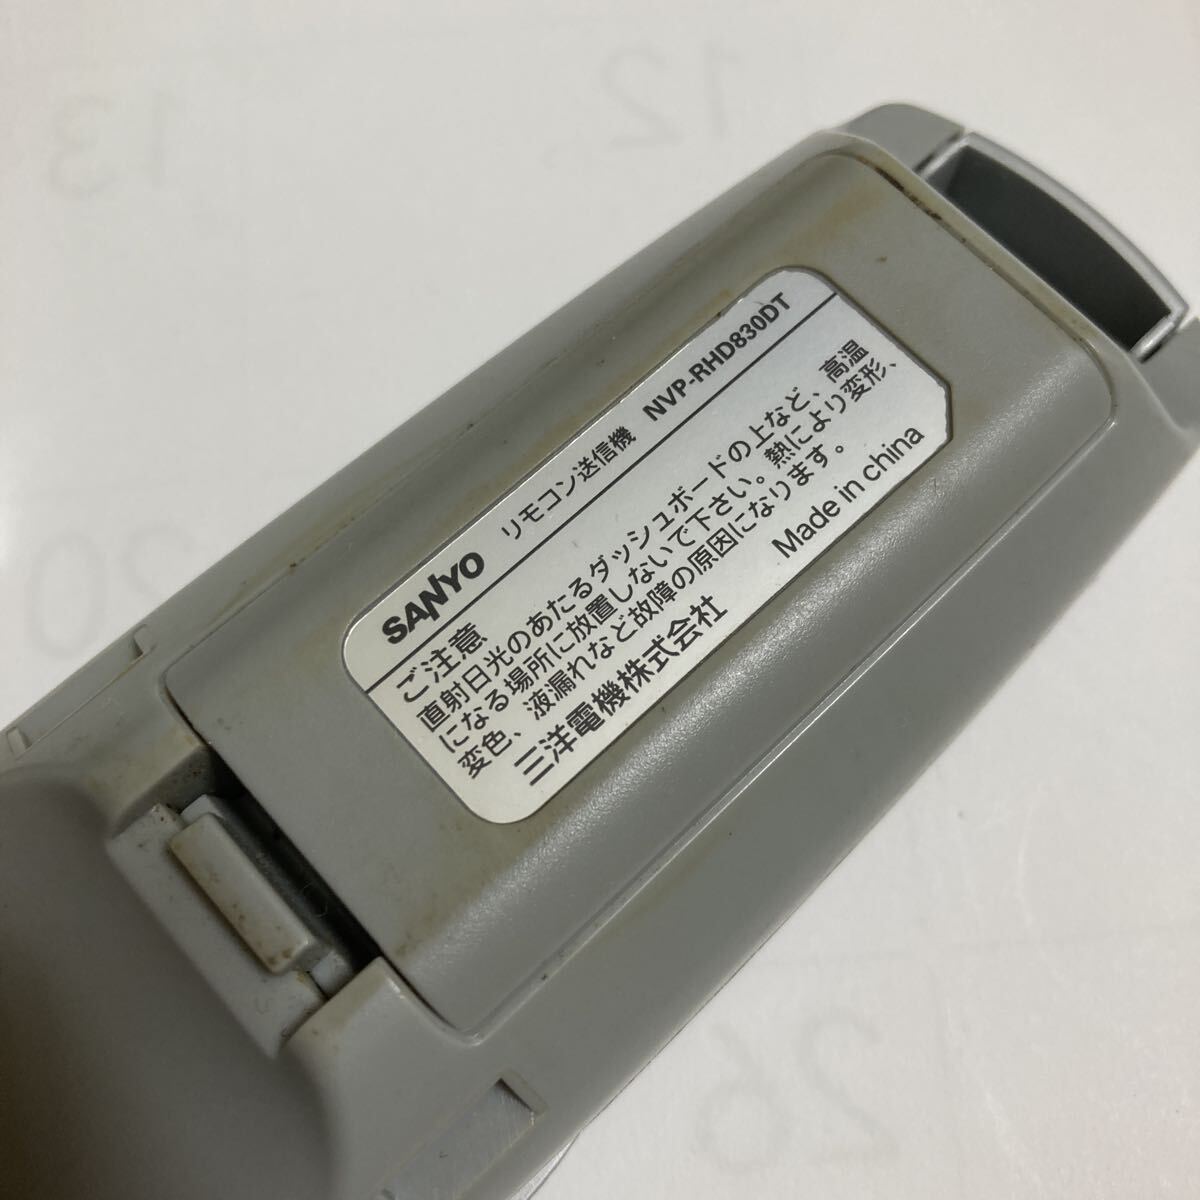 13
12
20
26
SANYO リモコン送信機 NVP-RHD830DT
ご注意
直射日光のあたるダッシュボードの上など、高温
になる場所に放置しないで下さい。熱により変形、
変色、液漏れなど故障の原因になります。
三洋電機株式会社 Made in china